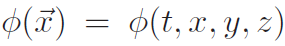 ϕ(x⃗) = ϕ(t, x, y, z)